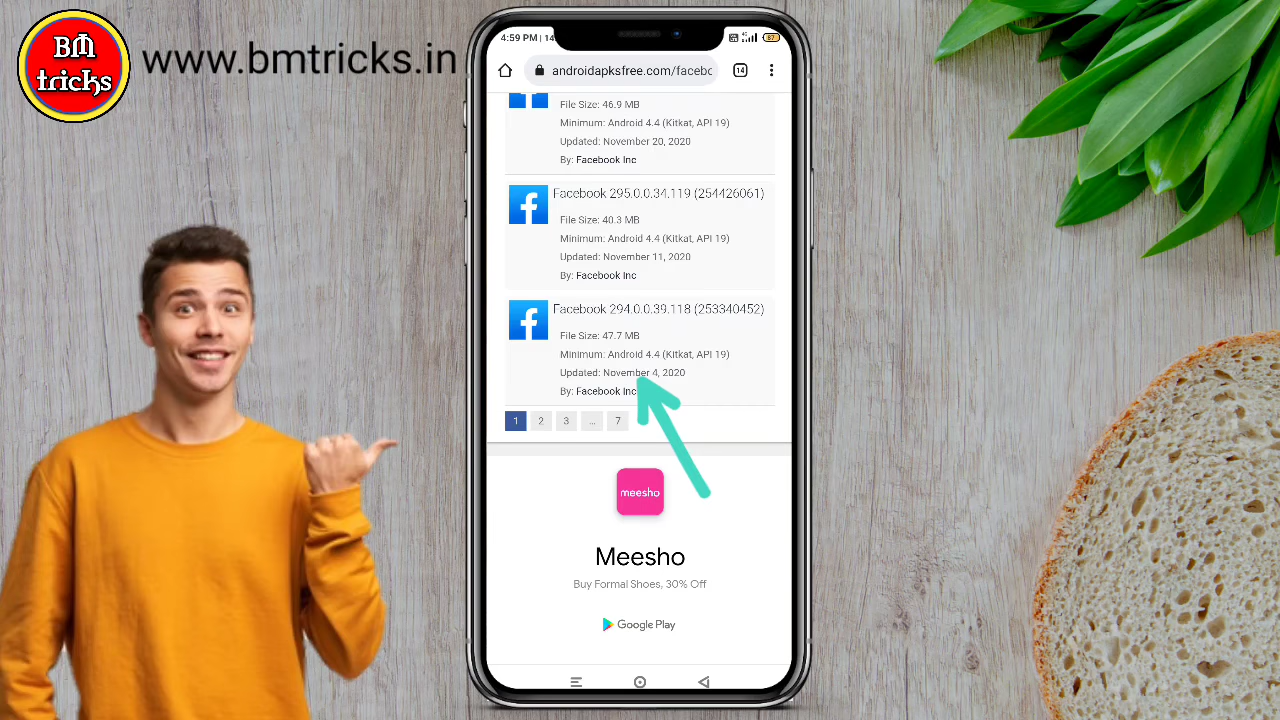 BM
tricks
www.bmtricks.in
4:59 PM | 14
4G
87
androidapksfree.com/facebo
14
File Size: 46.9 MB
Minimum: Android 4.4 (Kitkat, API 19)
Updated: November 20, 2020
By: Facebook Inc
Facebook 295.0.0.34.119 (254426061)
File Size: 40.3 MB
Minimum: Android 4.4 (Kitkat, API 19)
Updated: November 11, 2020
By: Facebook Inc
Facebook 294.0.0.39.118 (253340452)
File Size: 47.7 MB
Minimum: Android 4.4 (Kitkat, API 19)
Updated: November 4, 2020
By: Facebook Inc
1 2 3 ... 7
meesho
Meesho
Buy Formal Shoes, 30% Off
Google Play